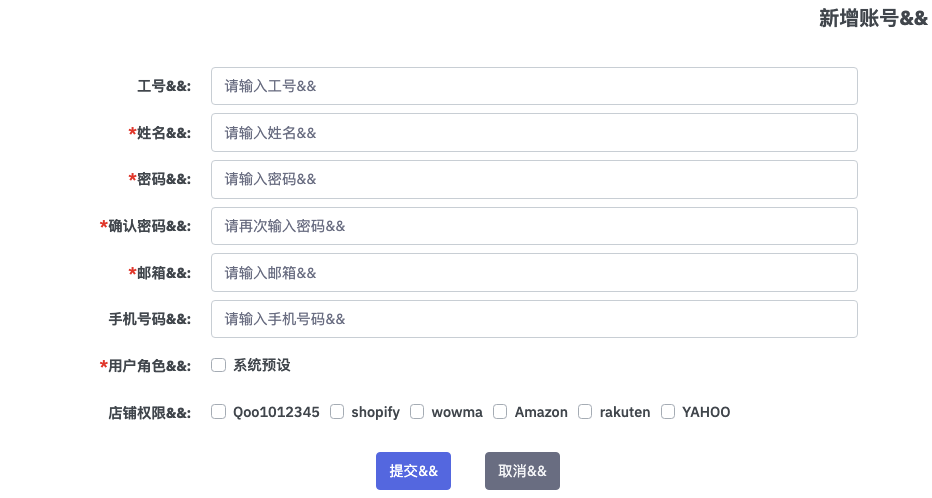 新增账号&&
工号&&: 请输入工号&&
*姓名&&: 请输入姓名&&
*密码&&: 请输入密码&&
*确认密码&&: 请再次输入密码&&
*邮箱&&: 请输入邮箱&&
手机号码&&: 请输入手机号码&&
*用户角色&&: 系统预设
店铺权限&&: Qoo1012345 shopify wowma Amazon rakuten YAHOO
提交&& 取消&&